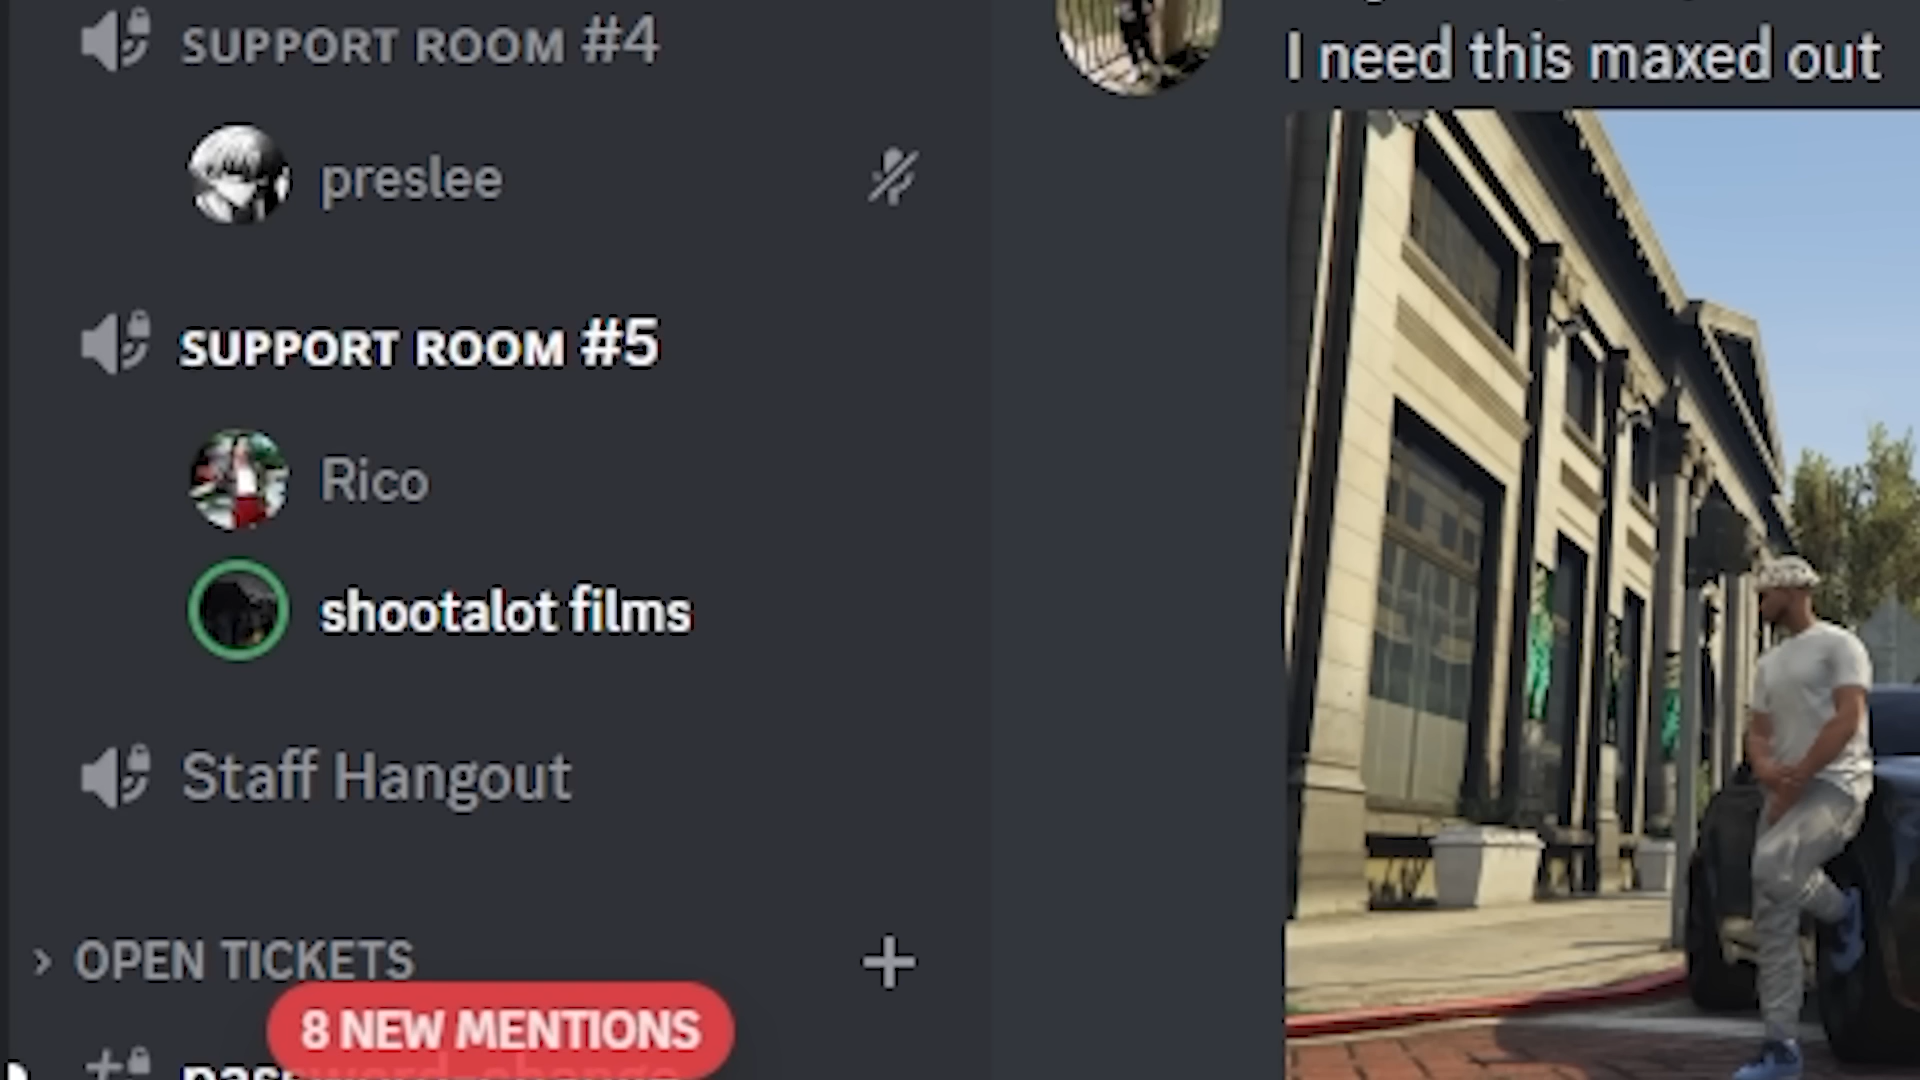 SUPPORT ROOM #4
preslee
SUPPORT ROOM #5
Rico
shootalot films
Staff Hangout
OPEN TICKETS
8 NEW MENTIONS
I need this maxed out